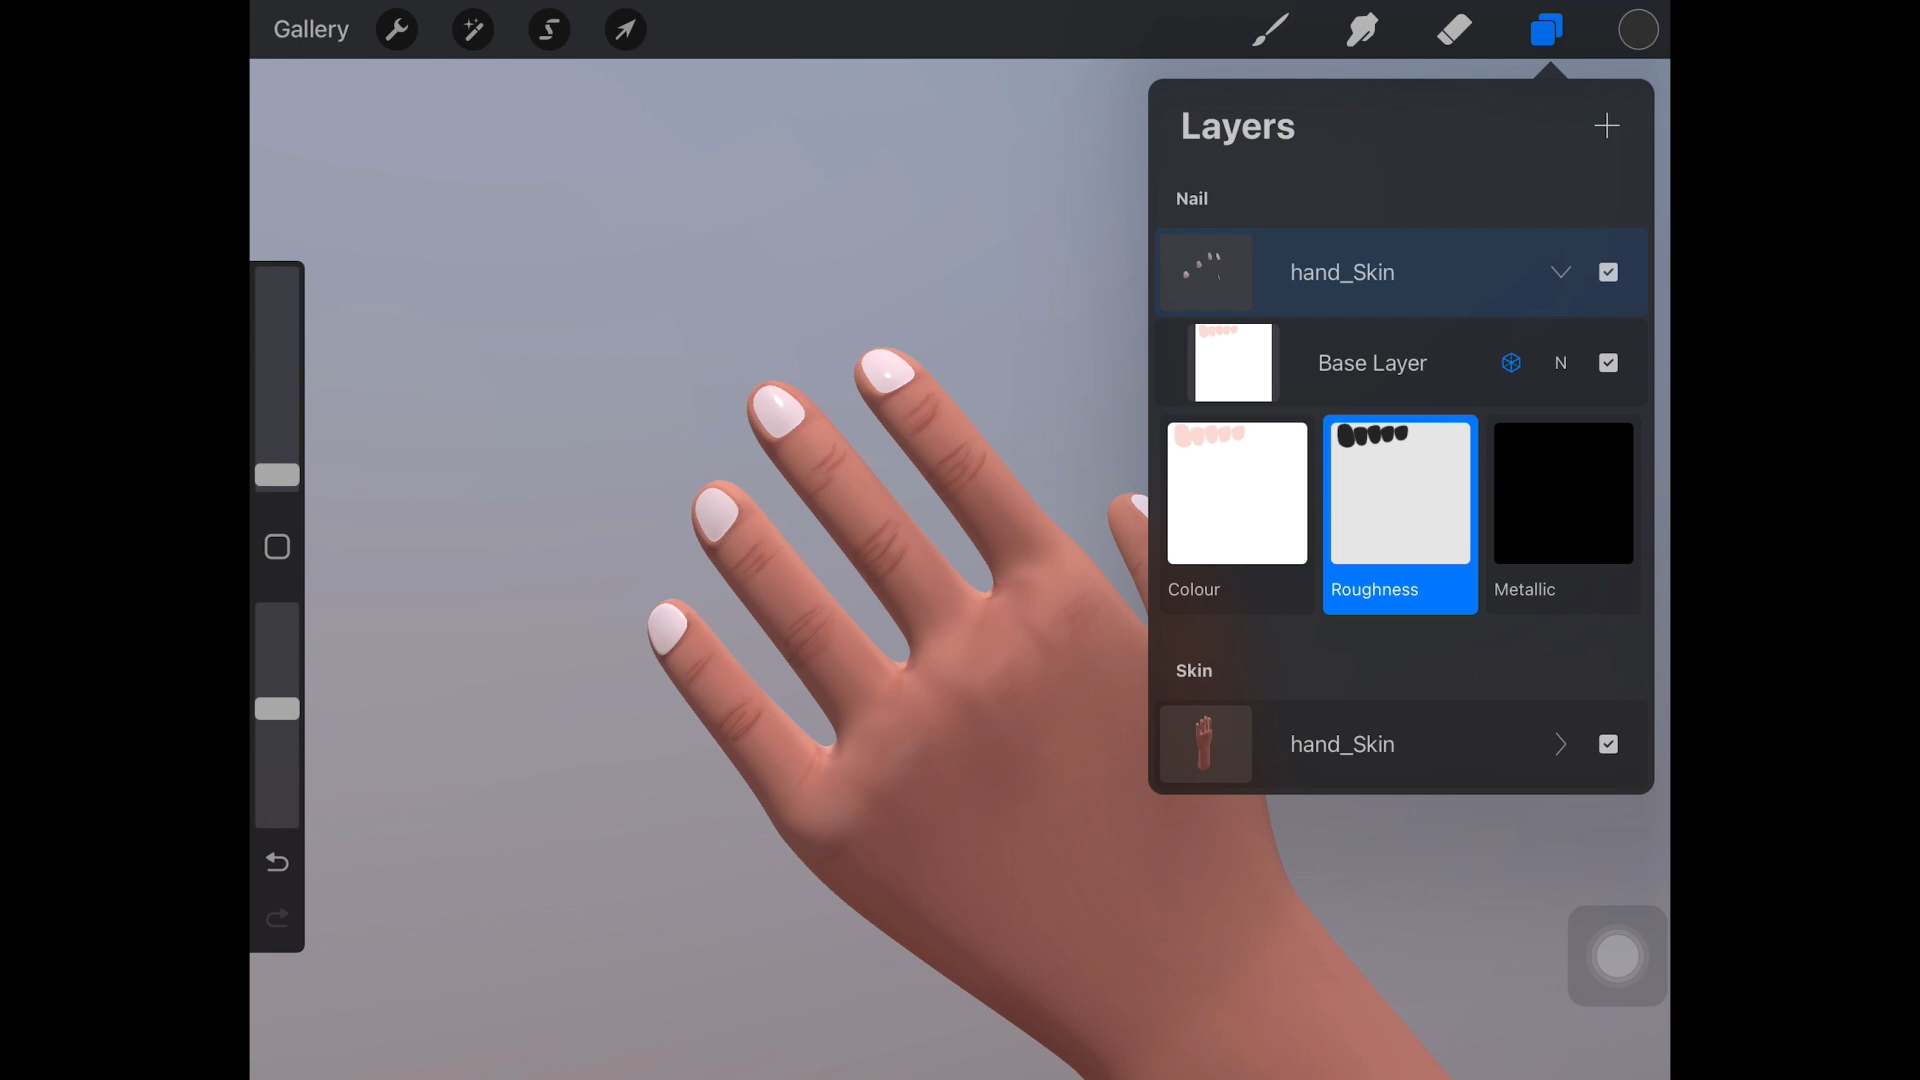 Gallery
Layers
Nail
hand_Skin
Base Layer N
Colour Roughness Metallic
Skin
hand_Skin